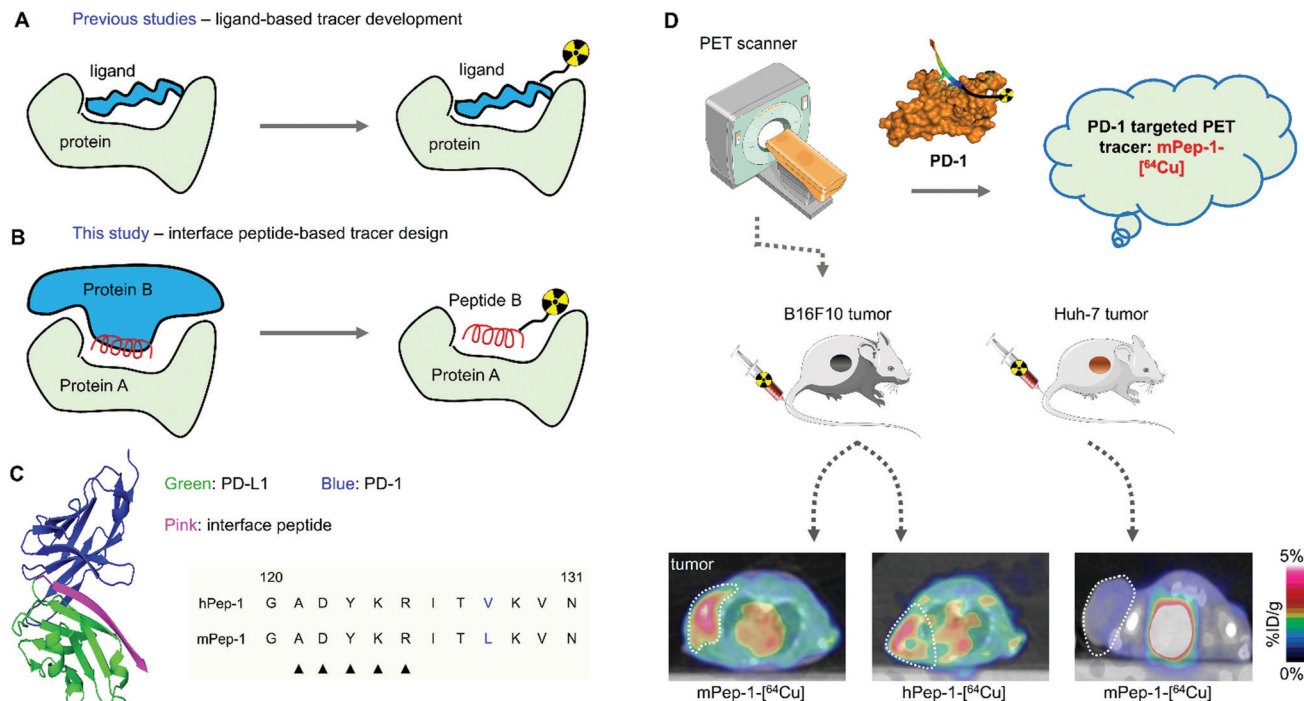 A
Previous studies – ligand-based tracer development
ligand
protein
ligand
protein
B
This study – interface peptide-based tracer design
Protein B
Protein A
Peptide B
Protein A
C
Green: PD-L1 Blue: PD-1
Pink: interface peptide
120 131
hPep-1 G A D Y K R I T V K V N
mPep-1 G A D Y K R I T L K V N
D
PET scanner
PD-1
PD-1 targeted PET
tracer: mPep-1-
[⁶⁴Cu]
B16F10 tumor
Huh-7 tumor
tumor
5%
%ID/g
0%
mPep-1-[⁶⁴Cu]
hPep-1-[⁶⁴Cu]
mPep-1-[⁶⁴Cu]